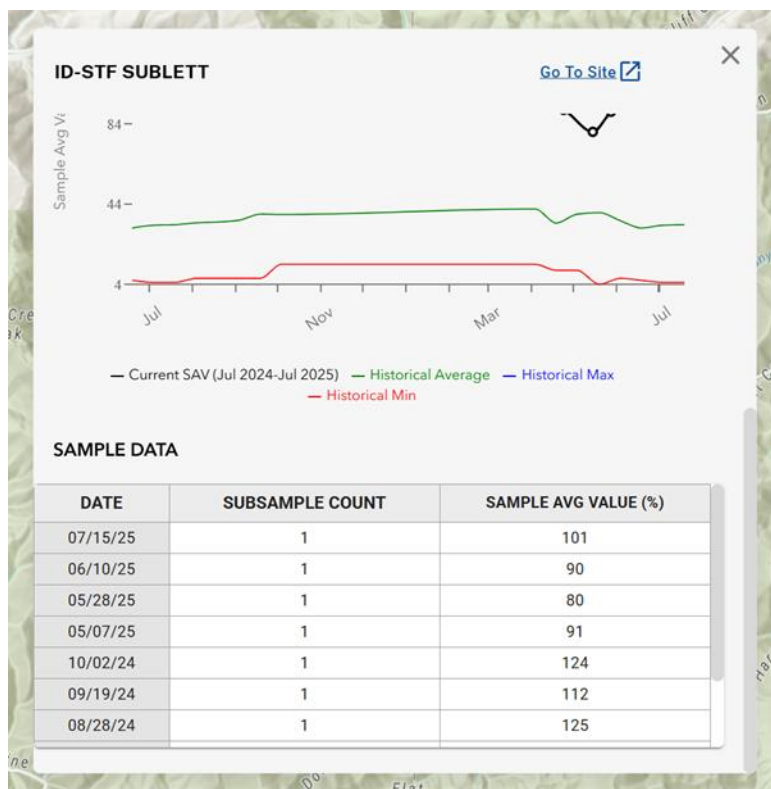 ID-STF SUBLETT
Go To Site
Sample Avg Va
84
44
4
Jul
Nov
Mar
Jul
Current SAV (Jul 2024-Jul 2025) Historical Average Historical Max
Historical Min
SAMPLE DATA
DATE SUBSAMPLE COUNT SAMPLE AVG VALUE (%)
07/15/25 1 101
06/10/25 1 90
05/28/25 1 80
05/07/25 1 91
10/02/24 1 124
09/19/24 1 112
08/28/24 1 125